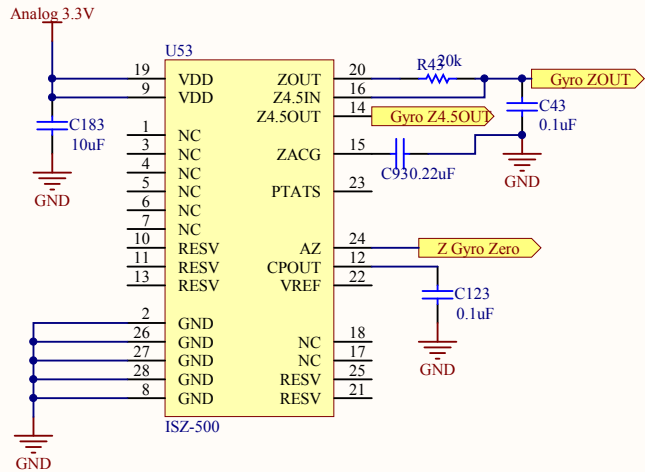 Analog 3.3V
U53
19 VDD ZOUT 20 R43 20k Gyro ZOUT
9 VDD Z4.5IN 16
Z4.5OUT 14 Gyro Z4.5OUT C43
C183 0.1uF
10uF
1 NC
3 NC ZACG 15
4 NC C93 0.22uF GND
5 NC PTATS 23
GND
6 NC
7 NC
10 RESV AZ 24 Z Gyro Zero
11 RESV CPOUT 12
13 RESV VREF 22 C123
0.1uF
2 GND
26 GND NC 18
27 GND NC 17 GND
28 GND RESV 25
8 GND RESV 21
ISZ-500
GND